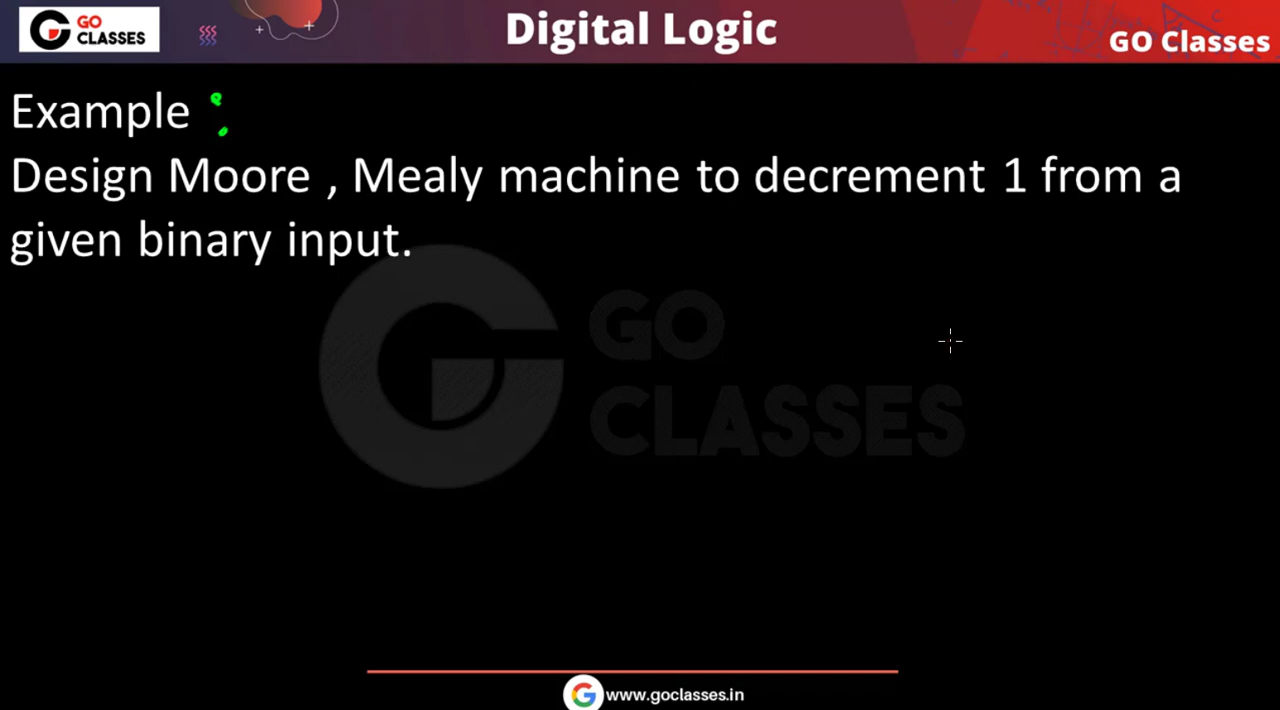 GO
CLASSES
Digital Logic
GO Classes
Example :
Design Moore , Mealy machine to decrement 1 from a
given binary input.
GO
CLASSES
www.goclasses.in